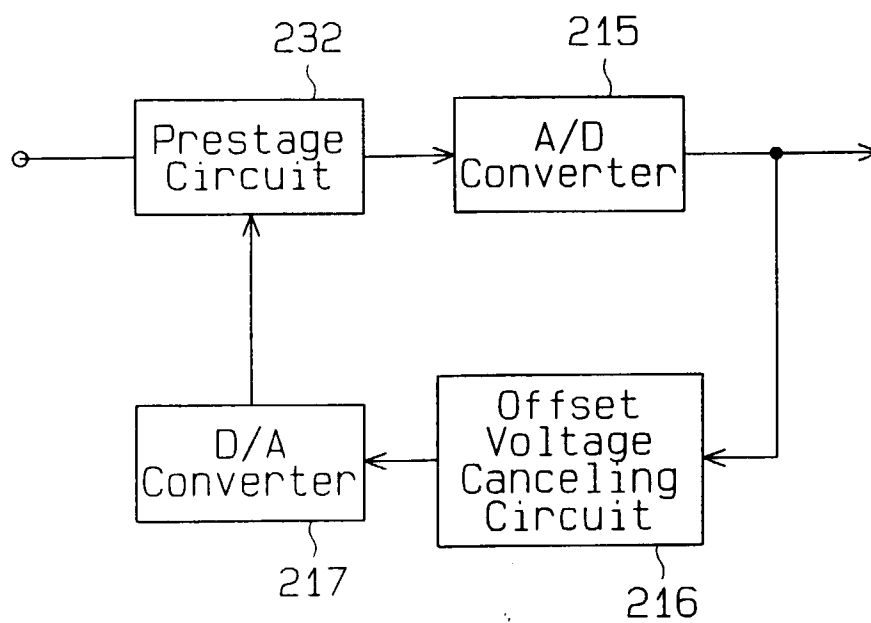 232
215
Prestage
Circuit
A/D
Converter
D/A
Converter
Offset
Voltage
Canceling
Circuit
217
216